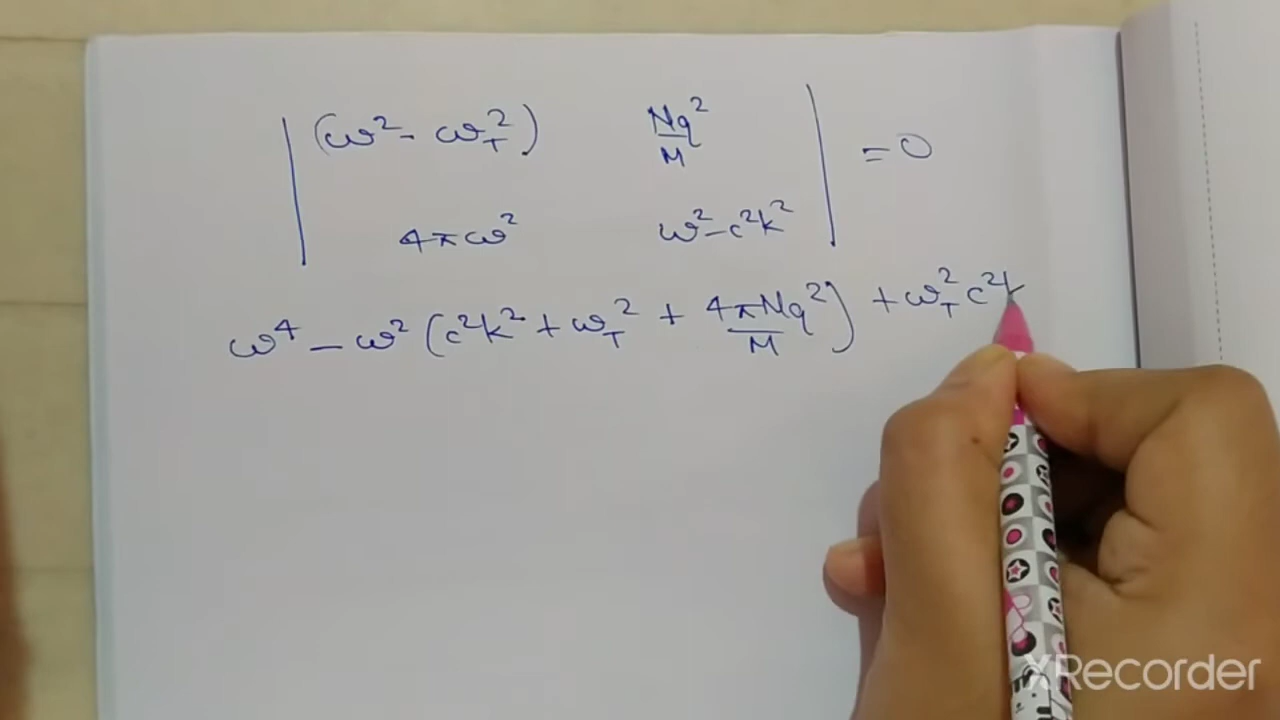 (ω² - ω_T²) Nq²/M = 0
4πω² ω² - c²k²
ω⁴ - ω² (c²k² + ω_T² + 4πNq²/M) + ω_T² c²k
XRecorder